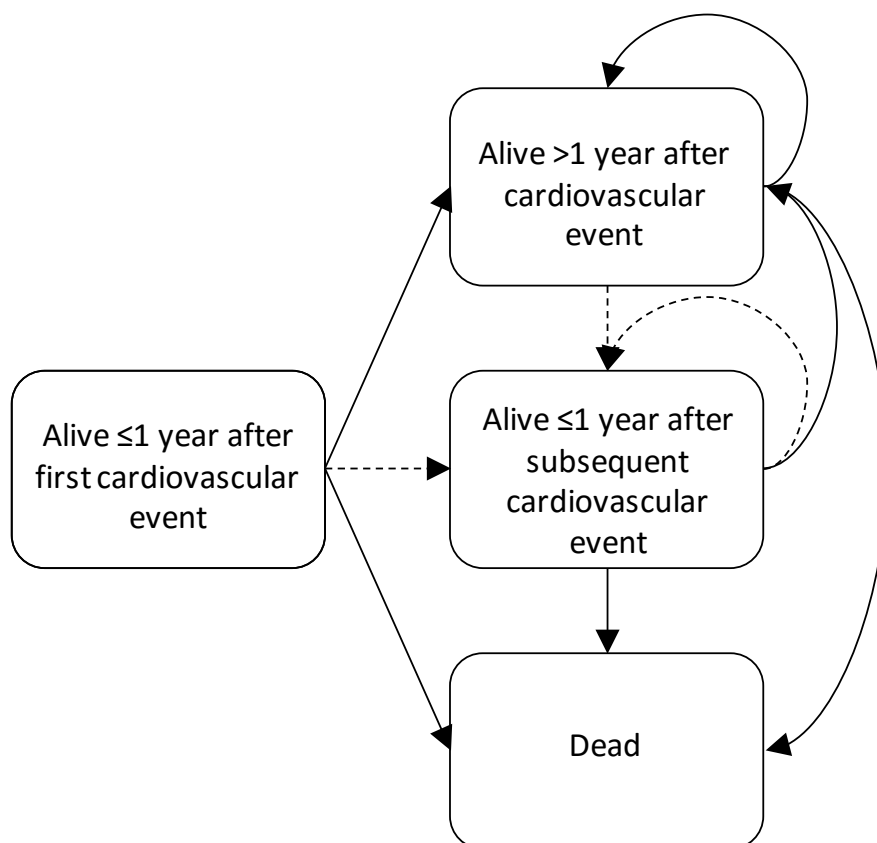 Alive >1 year after
cardiovascular
event
Alive ≤1 year after
first cardiovascular
event
Alive ≤1 year after
subsequent
cardiovascular
event
Dead